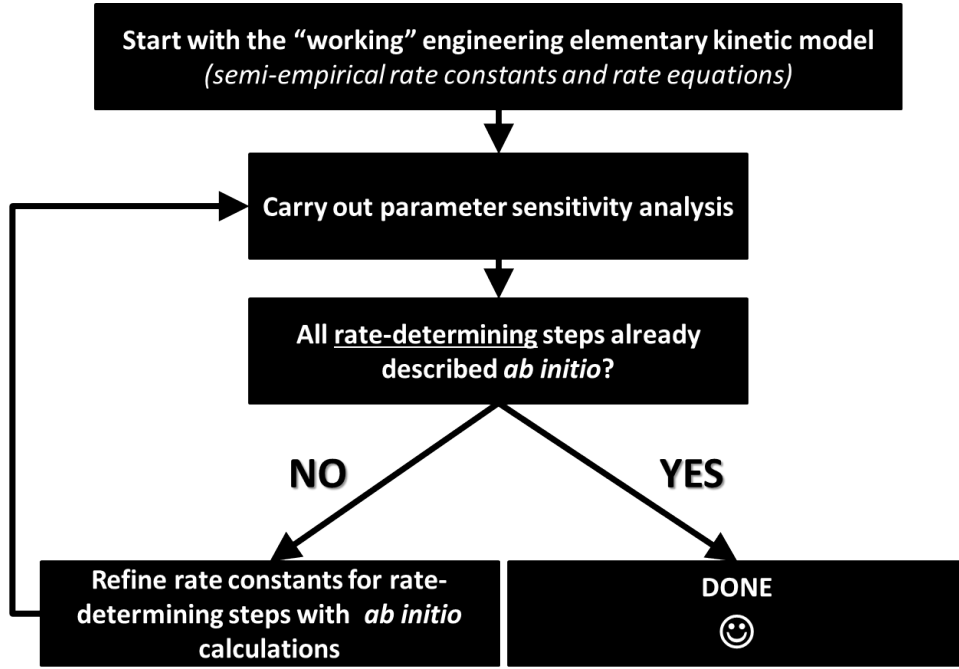 Start with the “working” engineering elementary kinetic model
(semi-empirical rate constants and rate equations)
Carry out parameter sensitivity analysis
All rate-determining steps already
described ab initio?
NO
YES
Refine rate constants for rate-
determining steps with ab initio
calculations
DONE